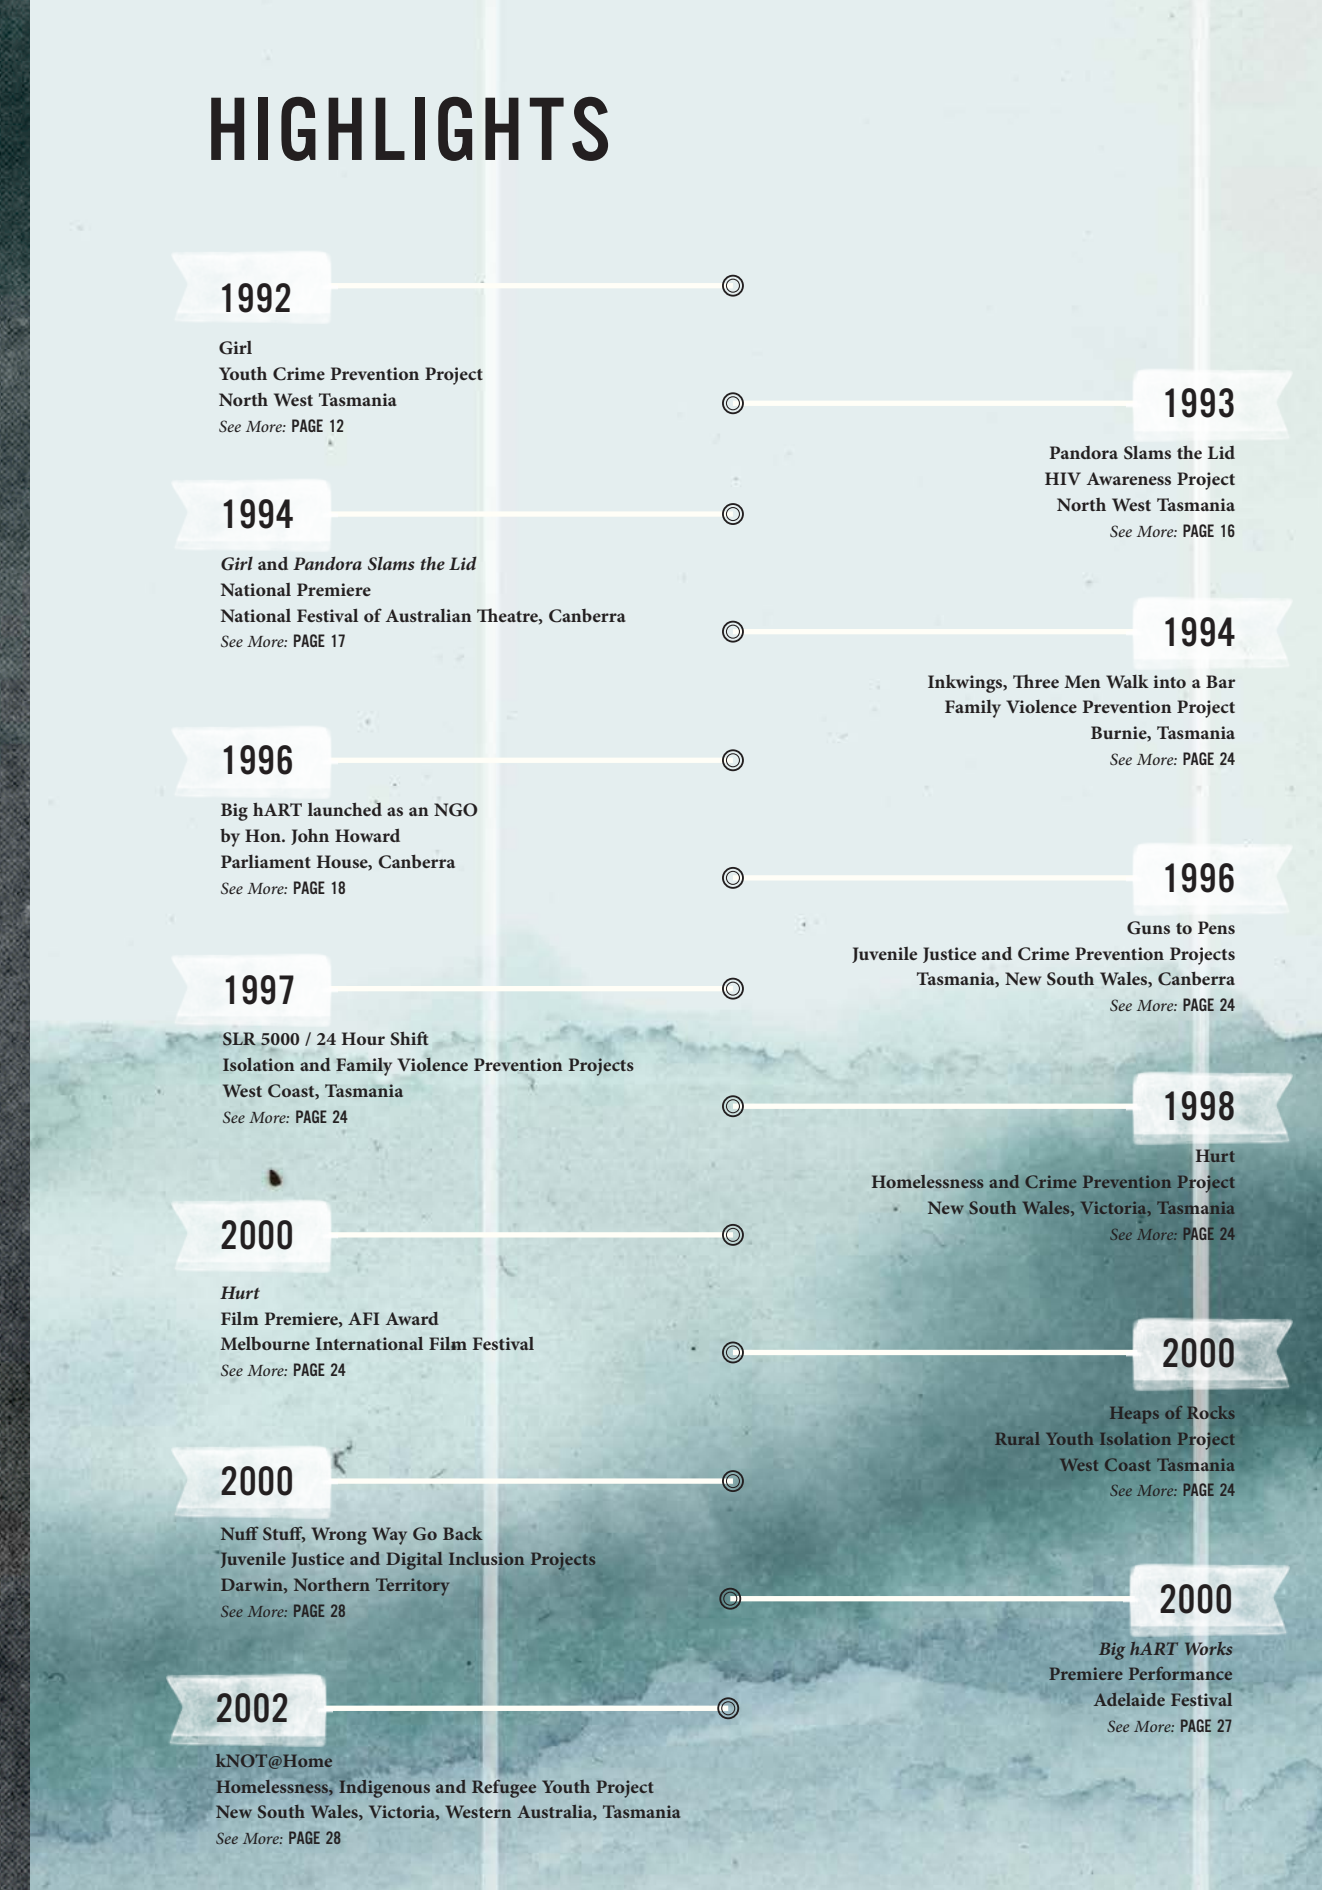 HIGHLIGHTS
1992
Girl
Youth Crime Prevention Project
North West Tasmania
See More: PAGE 12
1993
Pandora Slams the Lid
HIV Awareness Project
North West Tasmania
See More: PAGE 16
1994
Girl and Pandora Slams the Lid
National Premiere
National Festival of Australian Theatre, Canberra
See More: PAGE 17
1994
Inkwings, Three Men Walk into a Bar
Family Violence Prevention Project
Burnie, Tasmania
See More: PAGE 24
1996
Big hART launched as an NGO
by Hon. John Howard
Parliament House, Canberra
See More: PAGE 18
1996
Guns to Pens
Juvenile Justice and Crime Prevention Projects
Tasmania, New South Wales, Canberra
See More: PAGE 24
1997
SLR 5000 / 24 Hour Shift
Isolation and Family Violence Prevention Projects
West Coast, Tasmania
See More: PAGE 24
1998
Hurt
Homelessness and Crime Prevention Project
New South Wales, Victoria, Tasmania
See More: PAGE 24
2000
Hurt
Film Premiere, AFI Award
Melbourne International Film Festival
See More: PAGE 24
2000
Heaps of Rocks
Rural Youth Isolation Project
West Coast Tasmania
See More: PAGE 24
2000
Nuff Stuff, Wrong Way Go Back
Juvenile Justice and Digital Inclusion Projects
Darwin, Northern Territory
See More: PAGE 28
2000
Big hART Works
Premiere Performance
Adelaide Festival
See More: PAGE 27
2002
kNOT@Home
Homelessness, Indigenous and Refugee Youth Project
New South Wales, Victoria, Western Australia, Tasmania
See More: PAGE 28